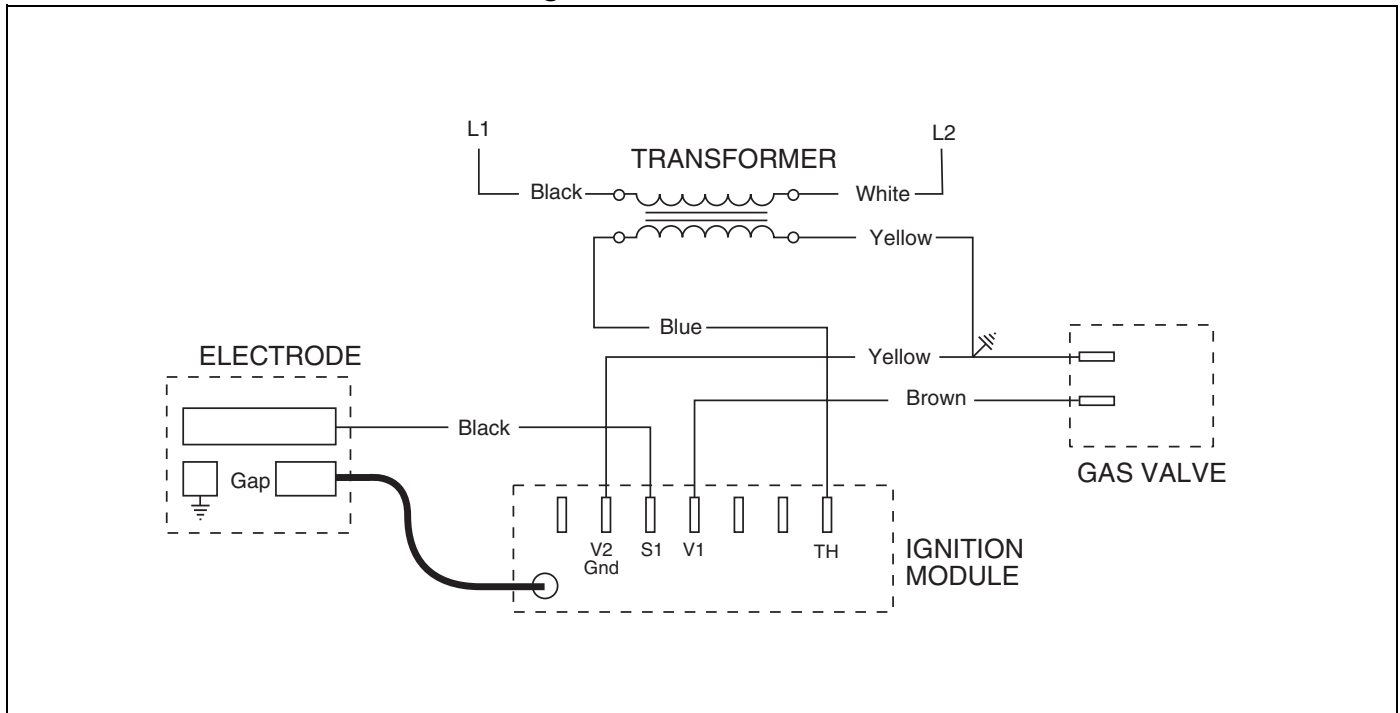 L1
L2
TRANSFORMER
Black
White
Yellow
Blue
Yellow
ELECTRODE
Brown
Black
GAS VALVE
Gap
V2
Gnd
S1
V1
TH
IGNITION
MODULE